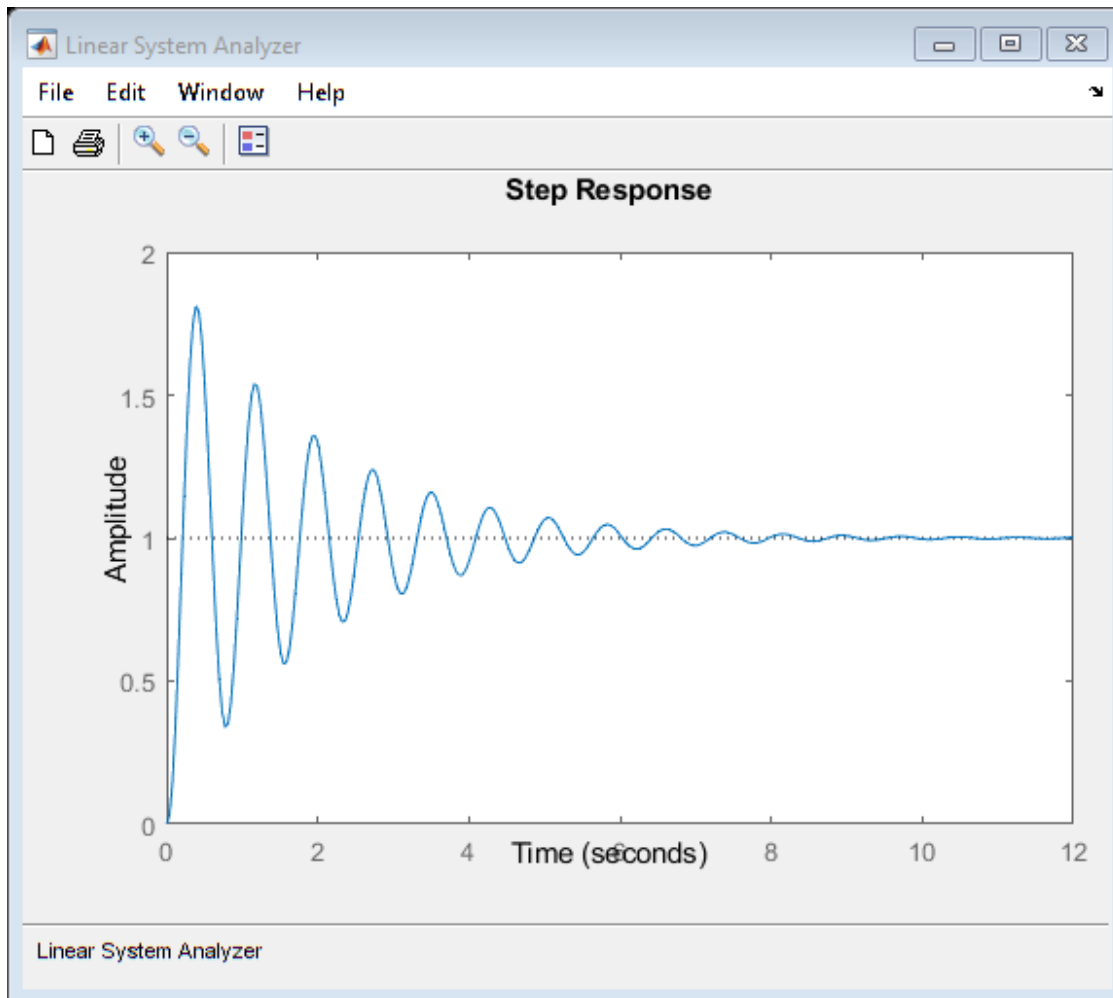 Linear System Analyzer
File Edit Window Help
Step Response
2
1.5
1
0.5
0
Amplitude
0 2 4 6 8 10 12
Time (seconds)
Linear System Analyzer